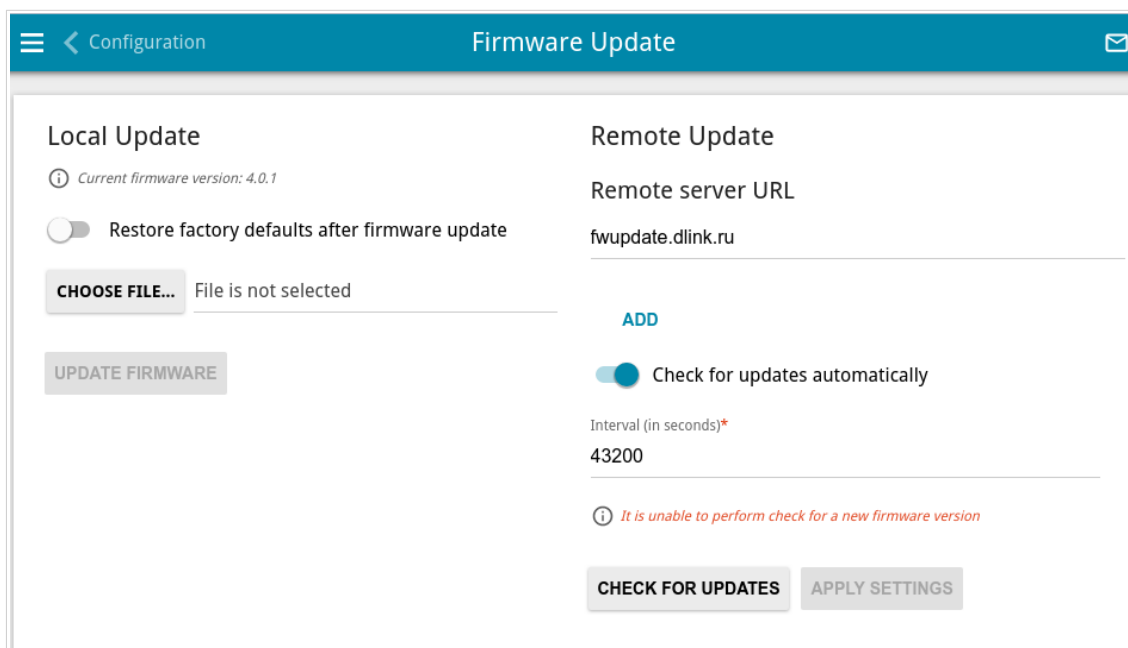 Configuration
Firmware Update
Local Update
Current firmware version: 4.0.1
Restore factory defaults after firmware update
CHOOSE FILE...
File is not selected
UPDATE FIRMWARE
Remote Update
Remote server URL
fwupdate.dlink.ru
ADD
Check for updates automatically
Interval (in seconds)*
43200
It is unable to perform check for a new firmware version
CHECK FOR UPDATES
APPLY SETTINGS